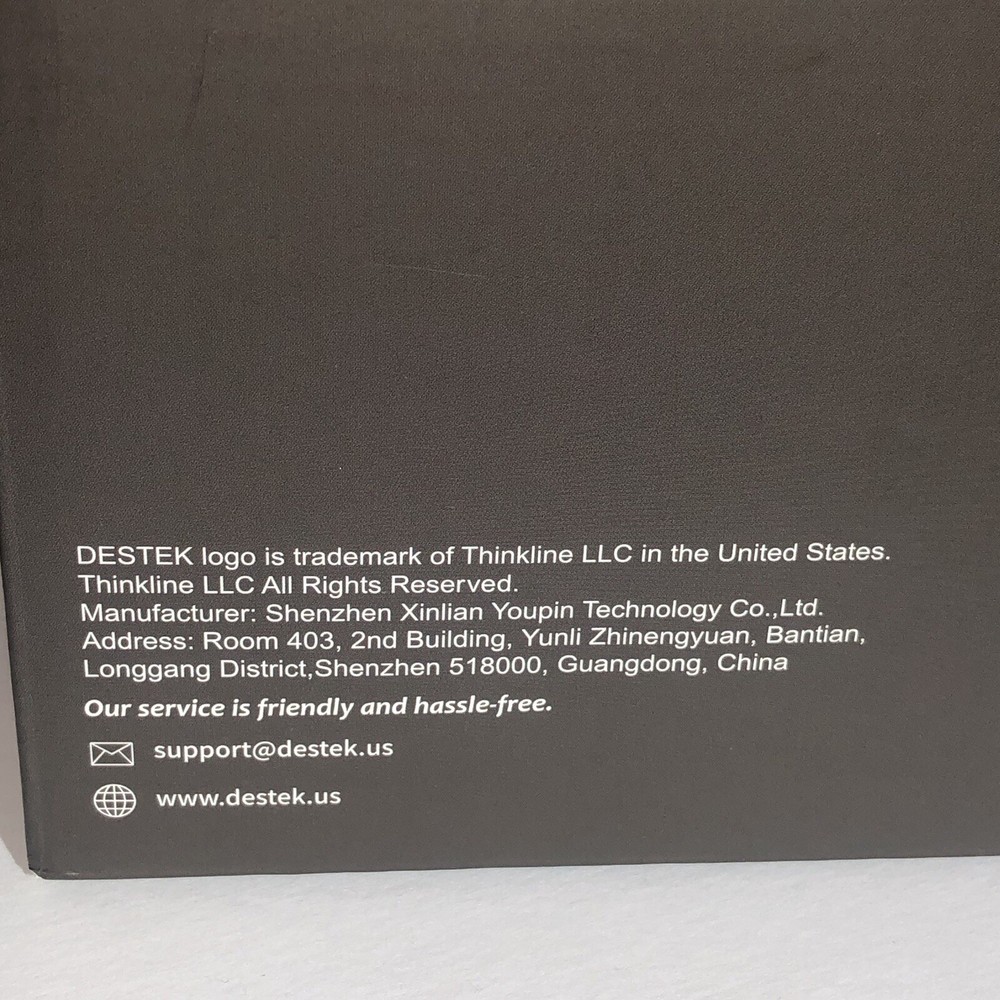 DESTEK logo is trademark of Thinkline LLC in the United States.
Thinkline LLC All Rights Reserved.
Manufacturer: Shenzhen Xinlian Youpin Technology Co.,Ltd.
Address: Room 403, 2nd Building, Yunli Zhinengyuan, Bantian,
Longgang District,Shenzhen 518000, Guangdong, China
Our service is friendly and hassle-free.
support@destek.us
www.destek.us